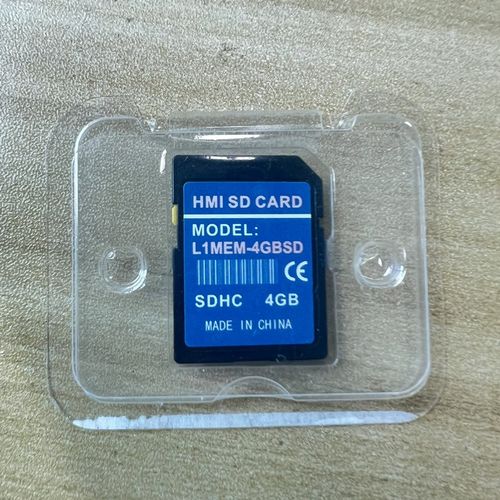 HMI SD CARD
MODEL:
L1MEM-4GBSD
CE
SDHC 4GB
MADE IN CHINA